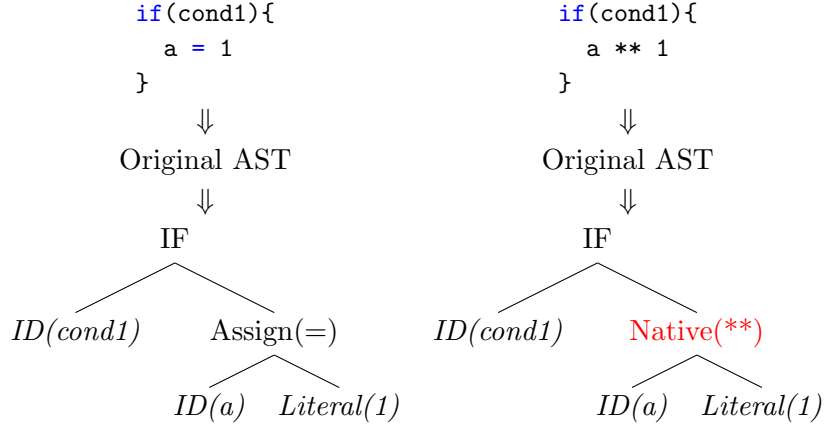 if(cond1){
a = 1
}
⇓
Original AST
⇓
IF
ID(cond1) Assign(=)
ID(a) Literal(1)
if(cond1){
a ** 1
}
⇓
Original AST
⇓
IF
ID(cond1) Native(**)
ID(a) Literal(1)